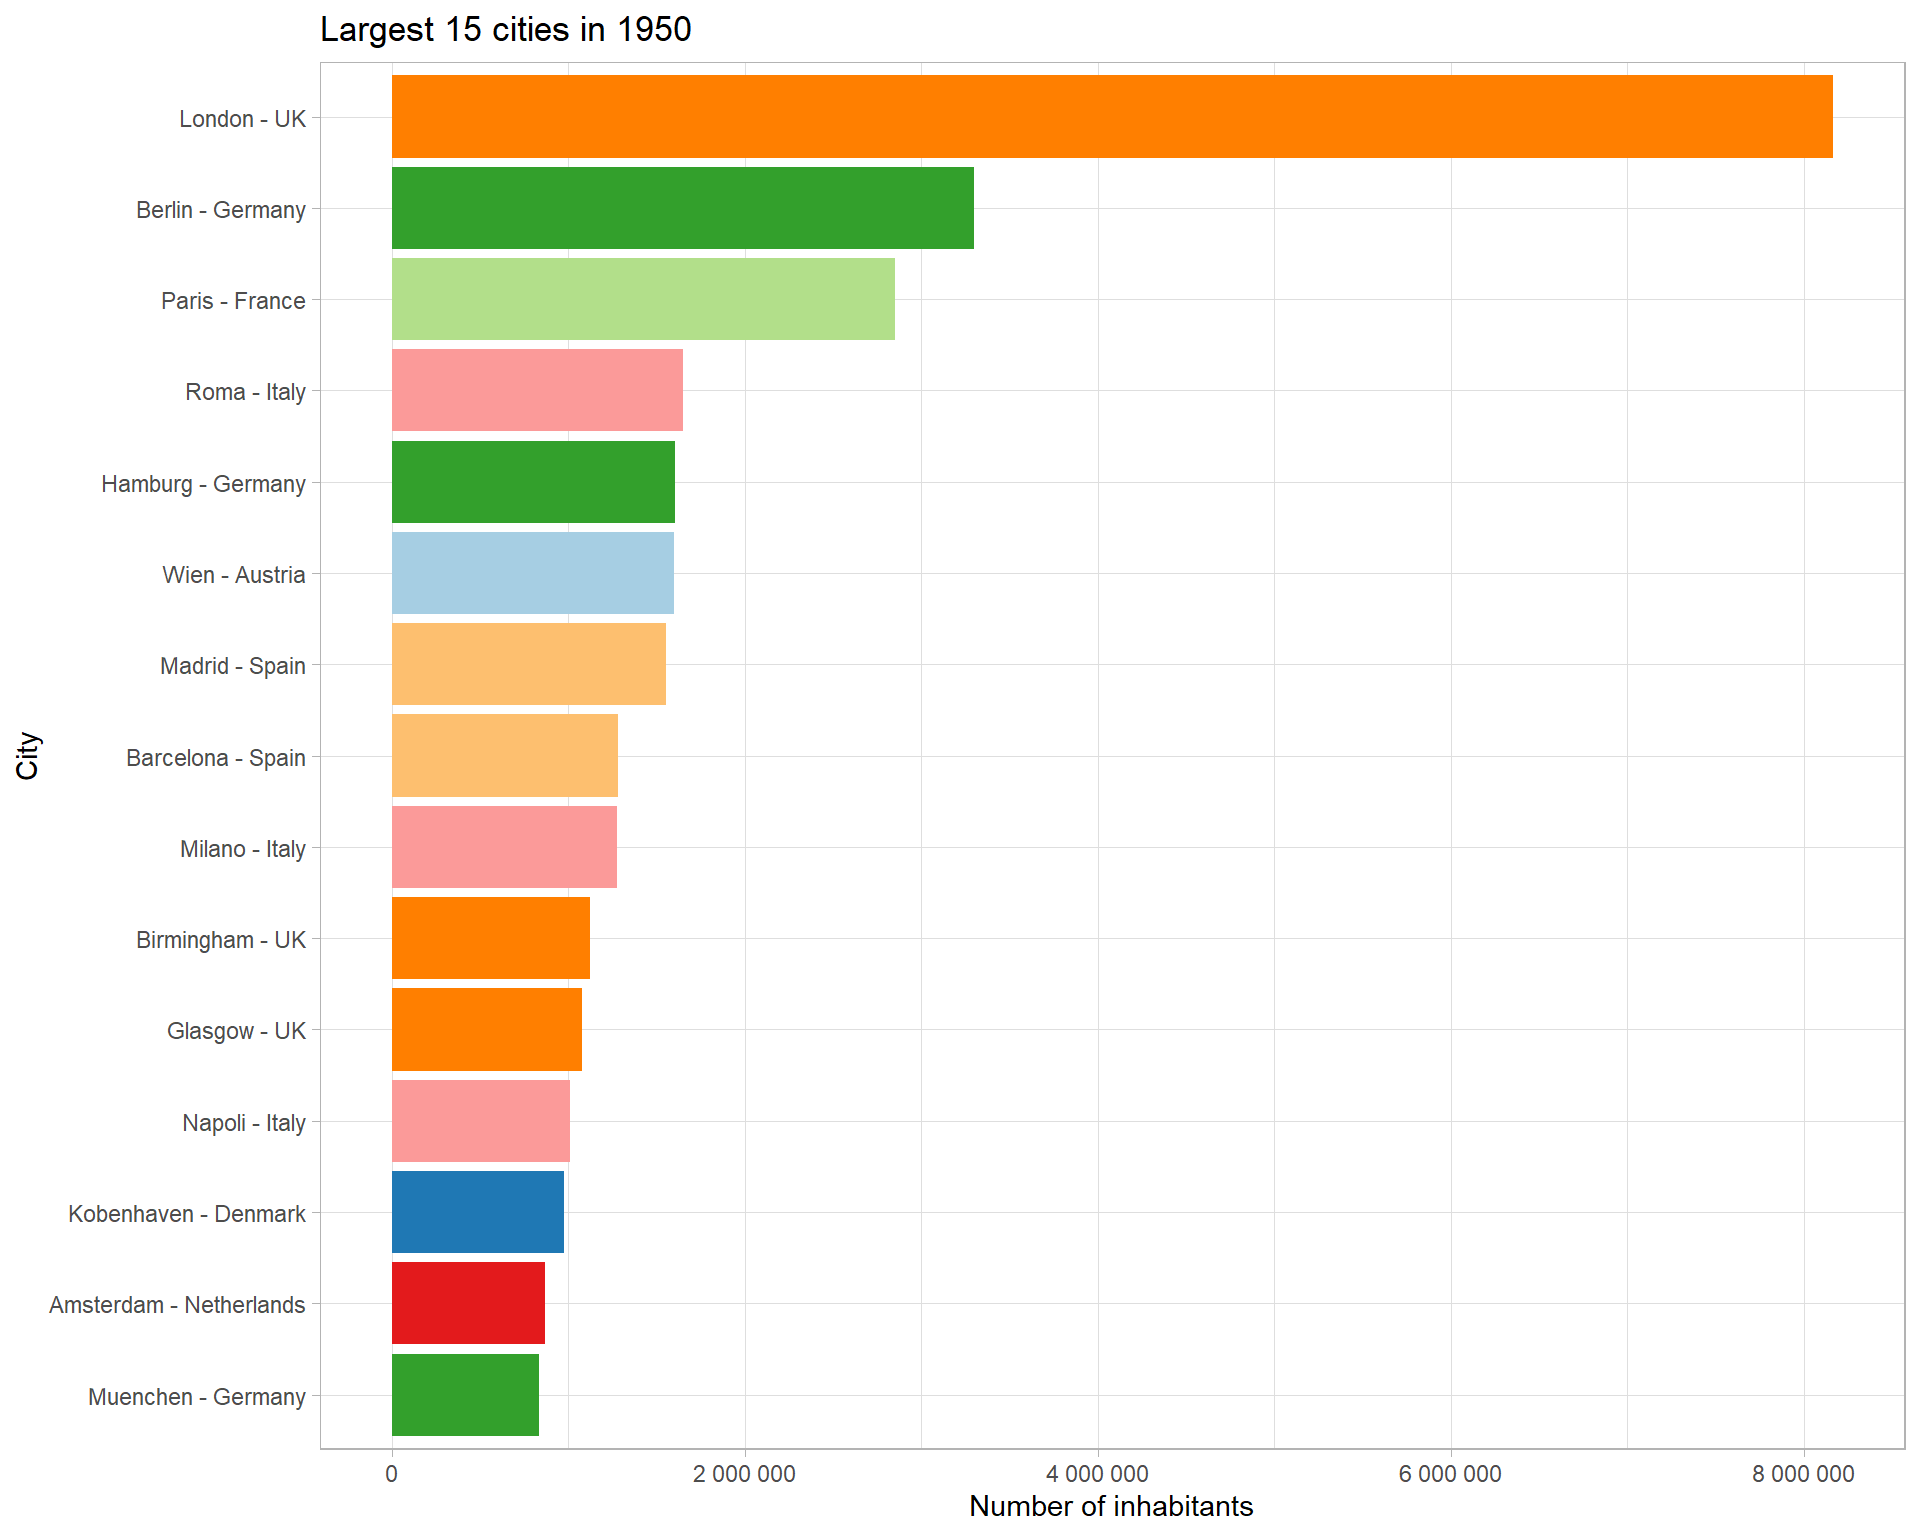 Largest 15 cities in 1950
London - UK
Berlin - Germany
Paris - France
Roma - Italy
Hamburg - Germany
Wien - Austria
Madrid - Spain
Barcelona - Spain
Milano - Italy
Birmingham - UK
Glasgow - UK
Napoli - Italy
Kobenhaven - Denmark
Amsterdam - Netherlands
Muenchen - Germany
City
0 2 000 000 4 000 000 6 000 000 8 000 000
Number of inhabitants